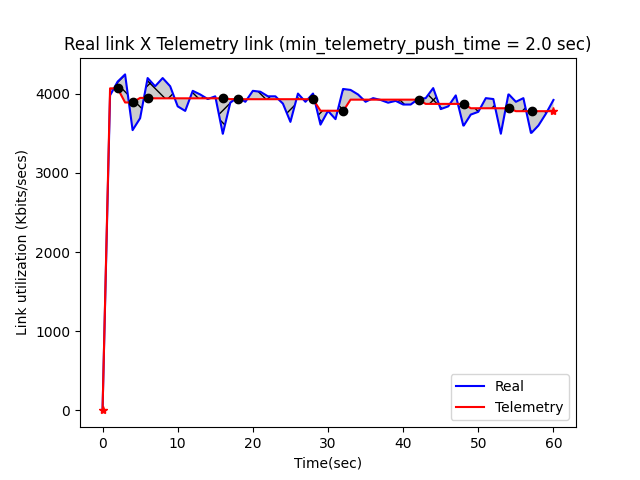 Real link X Telemetry link (min_telemetry_push_time = 2.0 sec)
Link utilization (Kbits/secs)
4000
3000
2000
1000
0
0 10 20 30 40 50 60
Time(sec)
Real
Telemetry